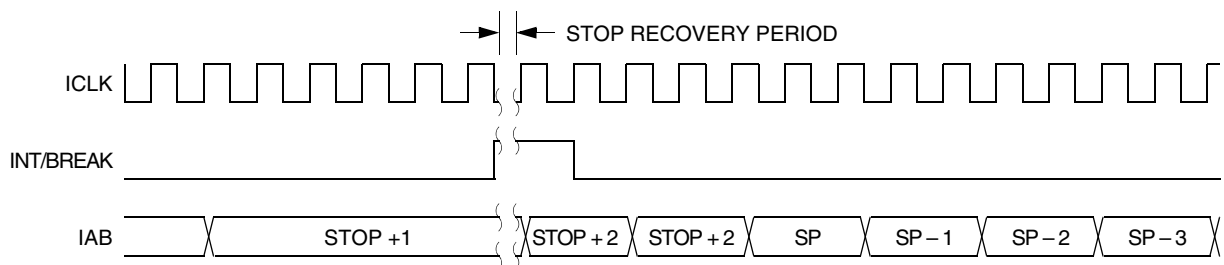 STOP RECOVERY PERIOD
ICLK
INT/BREAK
IAB STOP +1 STOP + 2 STOP + 2 SP SP – 1 SP – 2 SP – 3